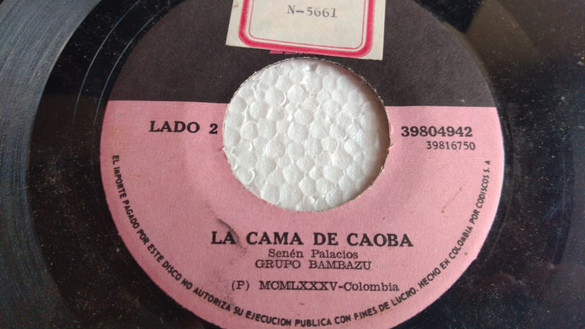 N-5661
LADO 2
39804942
39816750
LA CAMA DE CAOBA
Senén Palacios
GRUPO BAMBAZU
(P) MCMLXXXV-Colombia
EL IMPORTE PAGADO POR ESTE DISCO NO AUTORIZA SU EJECUCION PUBLICA CON FINES DE LUCRO. HECHO EN COLOMBIA POR CODISCOS S.A